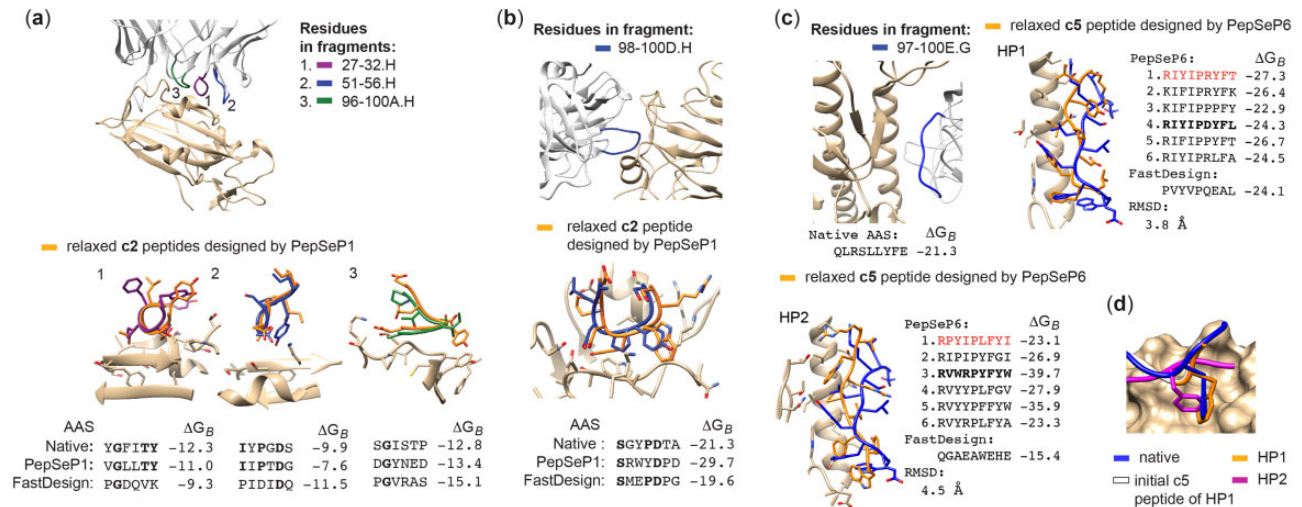 (a)
Residues
in fragments:
1. 27-32.H
2. 51-56.H
3. 96-100A.H
3
1
2
relaxed c2 peptides designed by PepSeP1
1
2
3
AAS ΔGB ΔGB ΔGB
Native: YGFITY -12.3 IIYPGDS -9.9 SGISTP -12.8
PepSeP1: VGLLTY -11.0 IIPTDG -7.6 DGYNED -13.4
FastDesign: PGDQVK -9.3 PIDIDQ -11.5 PGVRAS -15.1
(b)
Residues in fragment:
98-100D.H
relaxed c2 peptide
designed by PepSeP1
AAS ΔGB
Native : SGYPDTA -21.3
PepSeP1: SRWYDPD -29.7
FastDesign: SMEPDPG -19.6
(c)
Residues in fragment:
97-100E.G
Native AAS: ΔGB
QLRSLLYFE -21.3
relaxed c5 peptide designed by PepSeP6
HP1
PepSeP6: ΔGB
1.RIYIPRYFT -27.3
2.KIFIPRYFK -26.4
3.KIFIPPPFY -22.9
4.RIYIPDYFL -24.3
5.RIFIPPYFT -26.7
6.RIYIPRLFA -24.5
FastDesign:
PVYVPQEAL -24.1
RMSD:
3.8 Å
relaxed c5 peptide designed by PepSeP6
HP2
PepSeP6: ΔGB
1.RPYIPLFYI -23.1
2.RIPIPYFGI -26.9
3.RVWRPYFYW -39.7
4.RVYYPLFGV -27.9
5.RVYYPFFYW -35.9
6.RVYRPLFYA -23.3
FastDesign:
QGAEAWEHE -15.4
RMSD:
4.5 Å
(d)
native
HP1
initial c5
peptide of HP1
HP2